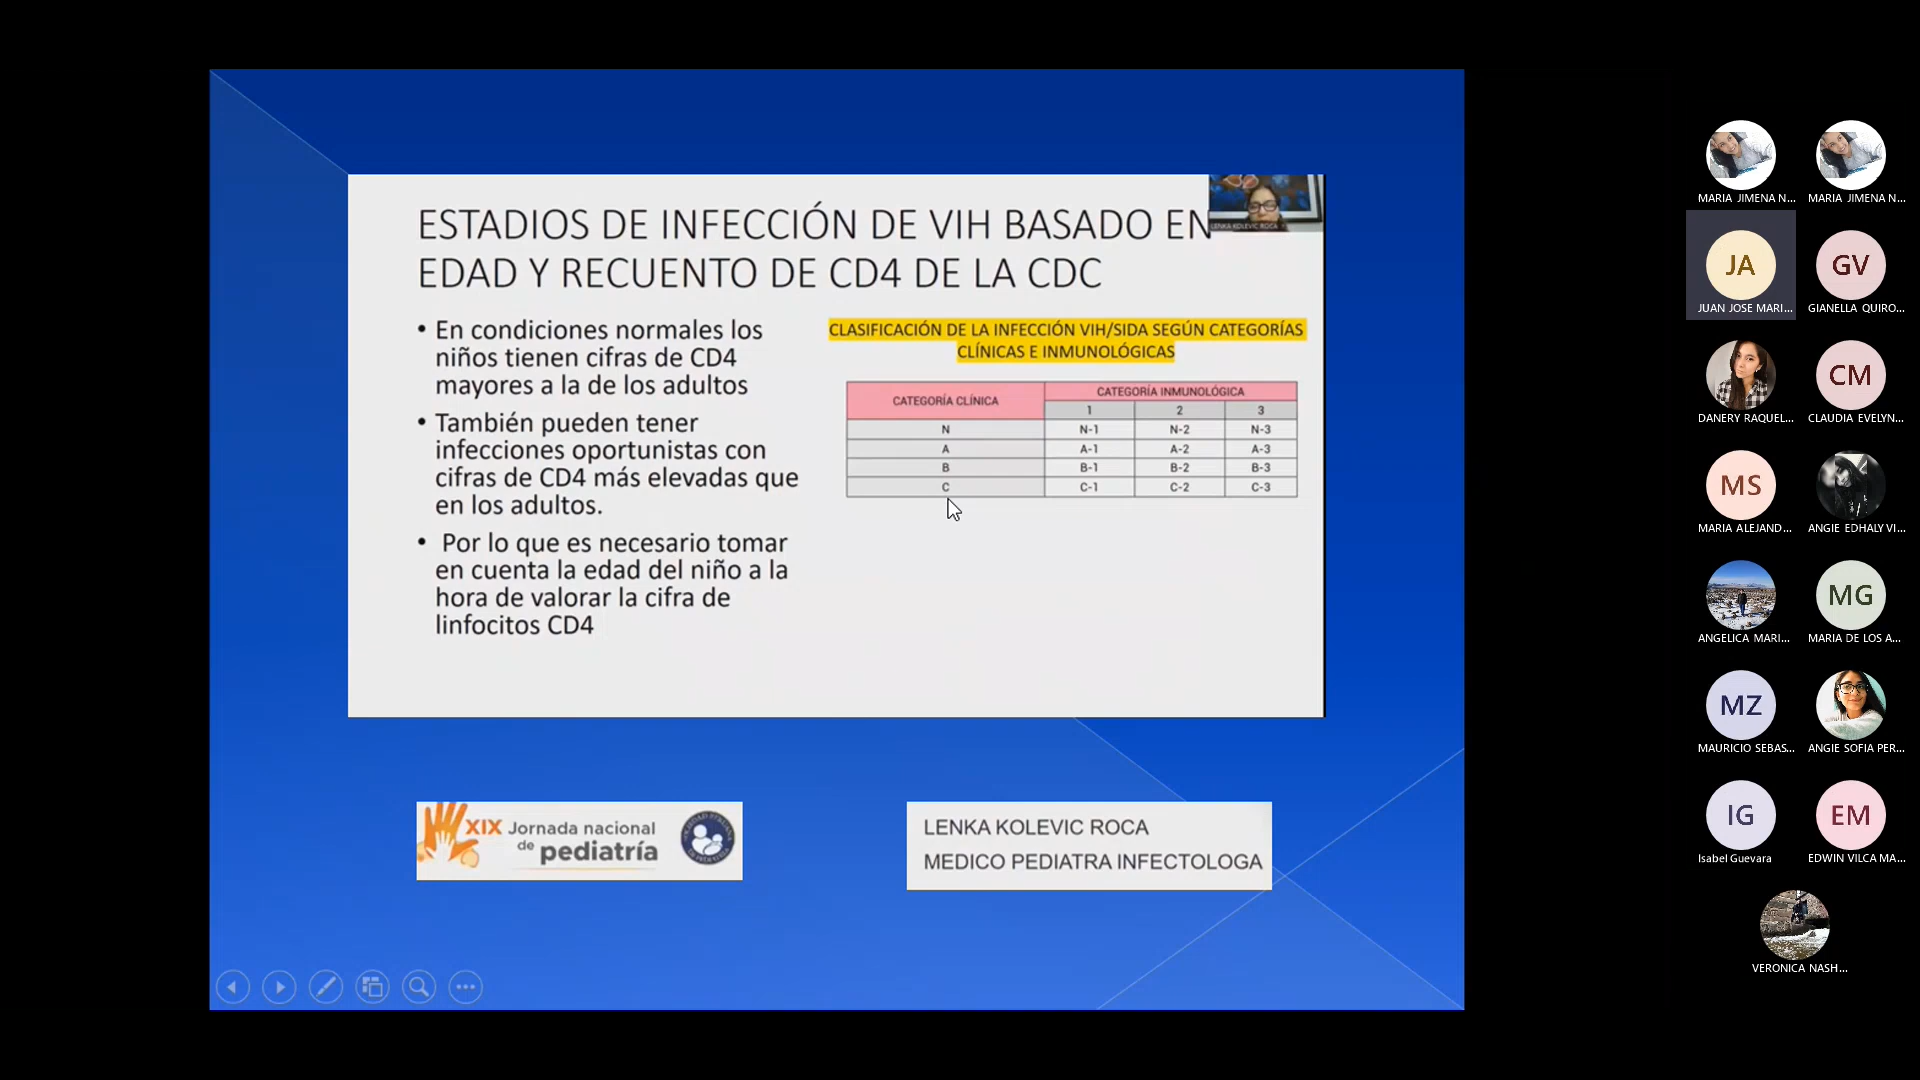 ESTADIOS DE INFECCIÓN DE VIH BASADO EN
EDAD Y RECUENTO DE CD4 DE LA CDC
LENKA KOLEVIC ROCA
• En condiciones normales los
niños tienen cifras de CD4
mayores a la de los adultos
• También pueden tener
infecciones oportunistas con
cifras de CD4 más elevadas que
en los adultos.
• Por lo que es necesario tomar
en cuenta la edad del niño a la
hora de valorar la cifra de
linfocitos CD4
CLASIFICACIÓN DE LA INFECCIÓN VIH/SIDA SEGÚN CATEGORÍAS
CLÍNICAS E INMUNOLÓGICAS
CATEGORÍA CLÍNICA CATEGORÍA INMUNOLÓGICA
1 2 3
N N-1 N-2 N-3
A A-1 A-2 A-3
B B-1 B-2 B-3
C C-1 C-2 C-3
XIX Jornada nacional
de pediatría
LENKA KOLEVIC ROCA
MEDICO PEDIATRA INFECTOLOGA
MARIA JIMENA N... MARIA JIMENA N...
JA GV
JUAN JOSE MARI... GIANELLA QUIRO...
CM
DANERY RAQUEL... CLAUDIA EVELYN...
MS
MARIA ALEJAND... ANGIE EDHALY VI...
MG
ANGELICA MARI... MARIA DE LOS A...
MZ
MAURICIO SEBAS... ANGIE SOFIA PER...
IG EM
Isabel Guevara EDWIN VILCA MA...
VERONICA NASH...